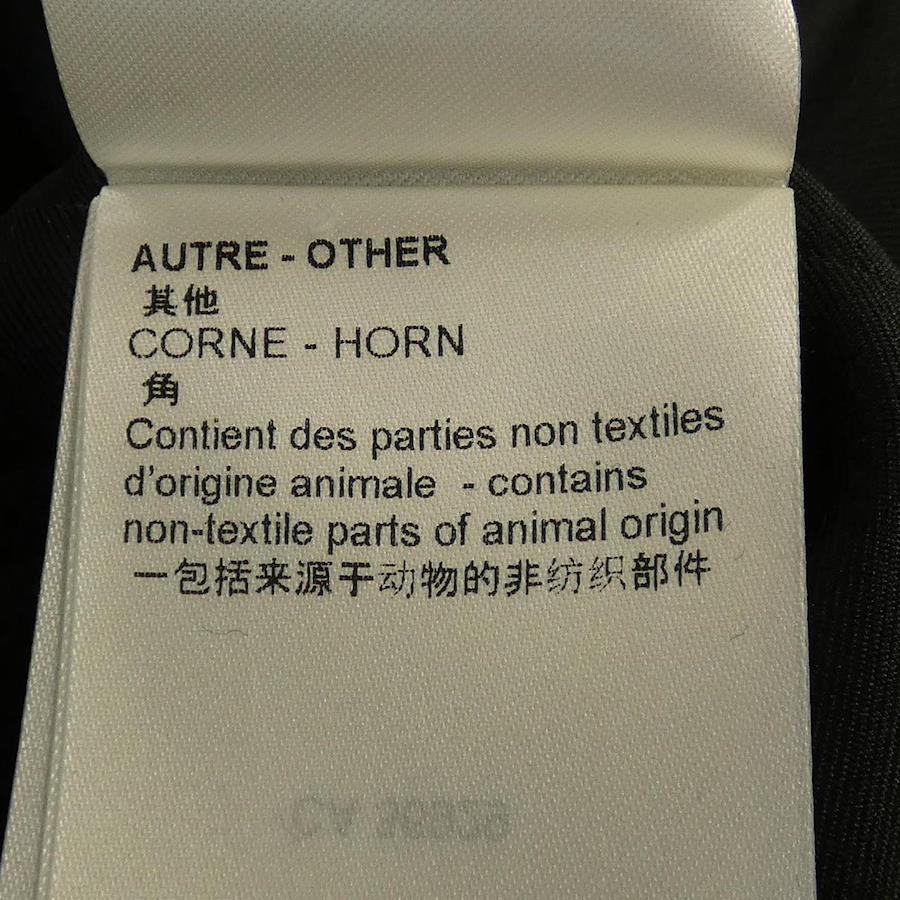 AUTRE - OTHER
其他
CORNE - HORN
角
Contient des parties non textiles
d'origine animale - contains
non-textile parts of animal origin
一包括来源于动物的非纺织部件